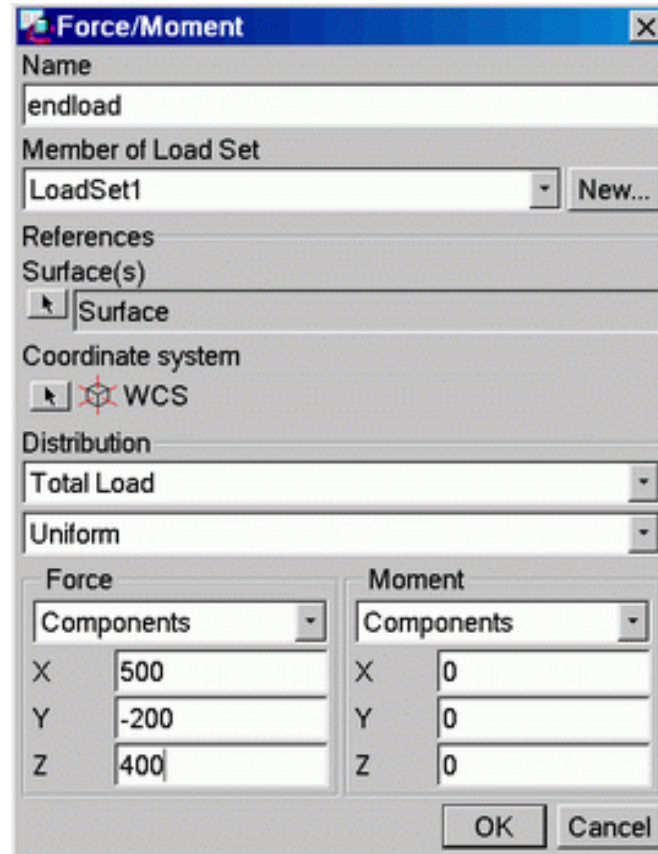 Force/Moment
Name
endload
Member of Load Set
LoadSet1 New...
References
Surface(s)
Surface
Coordinate system
WCS
Distribution
Total Load
Uniform
Force Moment
Components Components
X 500 X 0
Y -200 Y 0
Z 400 Z 0
OK Cancel